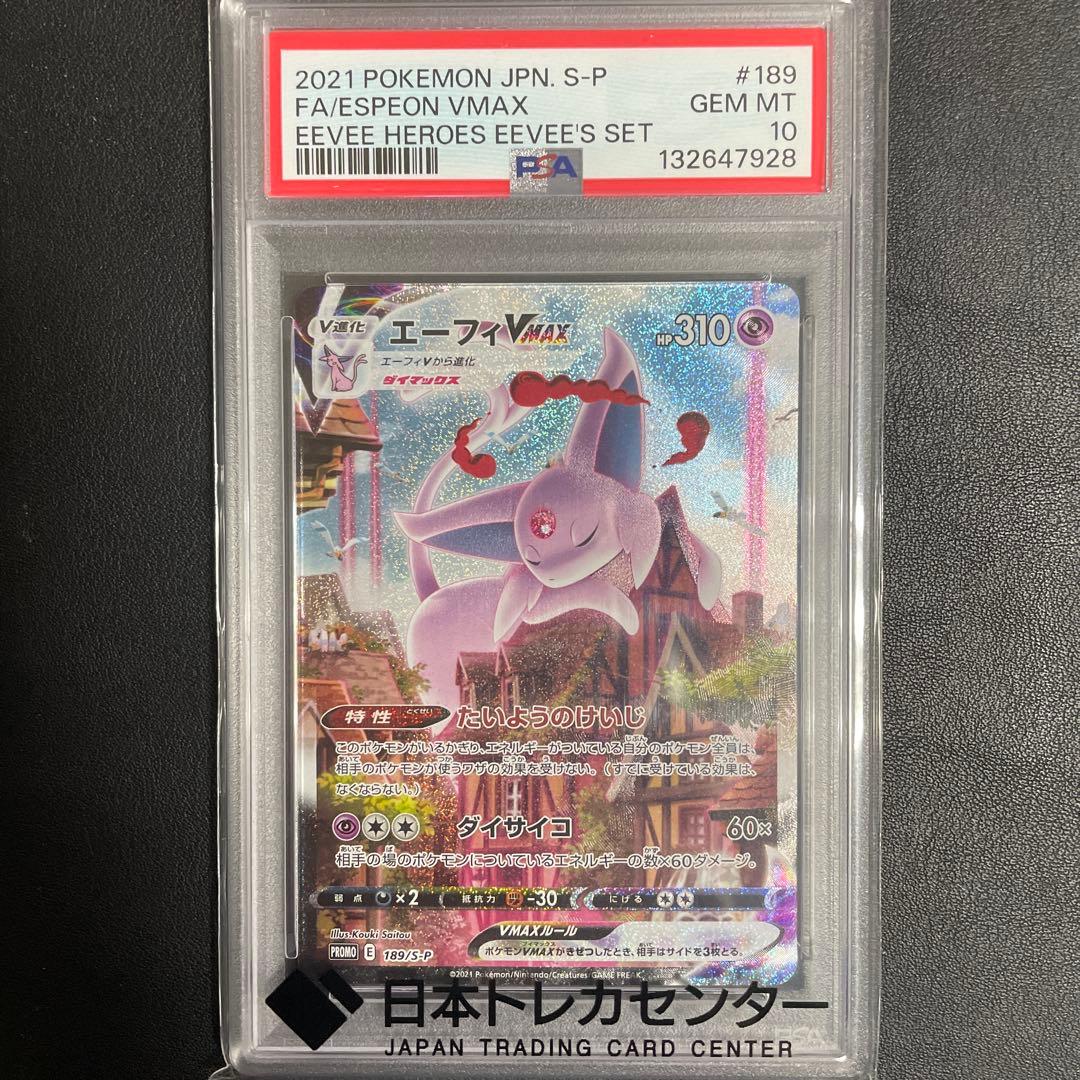 2021 POKEMON JPN. S-P #189
FA/ESPEON VMAX GEM MT
EEVEE HEROES EEVEE'S SET 10
132647928
PSA
V進化
エーフィVMAX
HP310
エーフィVから進化
ダイマックス
特性 とくせい たいようのけいじ
このポケモンがいるかぎり、エネルギーがついている自分のポケモン全員は、
相手のポケモンが使うワザの効果を受けない。(すでに受けている効果は、
なくならない。)
ダイサイコ 60×
相手の場のポケモンについているエネルギーの数×60ダメージ。
弱点 ×2 抵抗力 -30 にげる
Illus.Kouki Saitou
VMAXルール
PROMO E 189/S-P
ポケモンVMAXがきぜつしたとき、相手はサイドを3枚とる。
©2021 Pokémon/Nintendo/Creatures/GAME FREAK
日本トレカセンター
JAPAN TRADING CARD CENTER
PSA